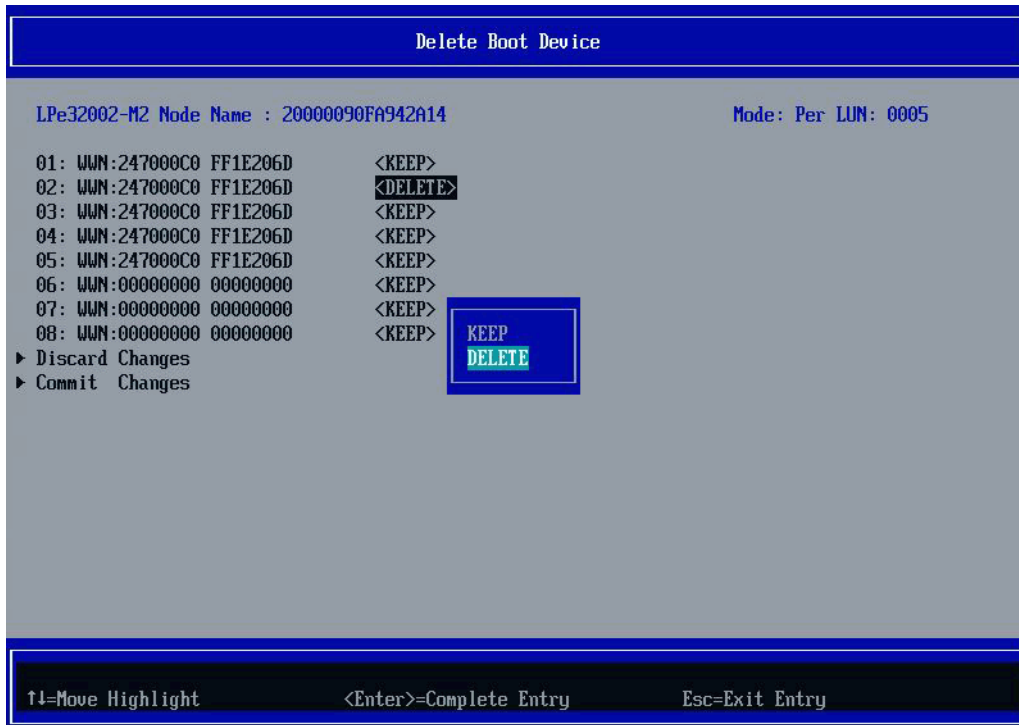 Delete Boot Device
LPe32002-M2 Node Name : 20000090FA942A14 Mode: Per LUN: 0005
01: WWN:247000C0 FF1E206D <KEEP>
02: WWN:247000C0 FF1E206D <DELETE>
03: WWN:247000C0 FF1E206D <KEEP>
04: WWN:247000C0 FF1E206D <KEEP>
05: WWN:247000C0 FF1E206D <KEEP>
06: WWN:00000000 00000000 <KEEP>
07: WWN:00000000 00000000 <KEEP>
08: WWN:00000000 00000000 <KEEP>
KEEP
DELETE
▶ Discard Changes
▶ Commit Changes
↑↓=Move Highlight <Enter>=Complete Entry Esc=Exit Entry